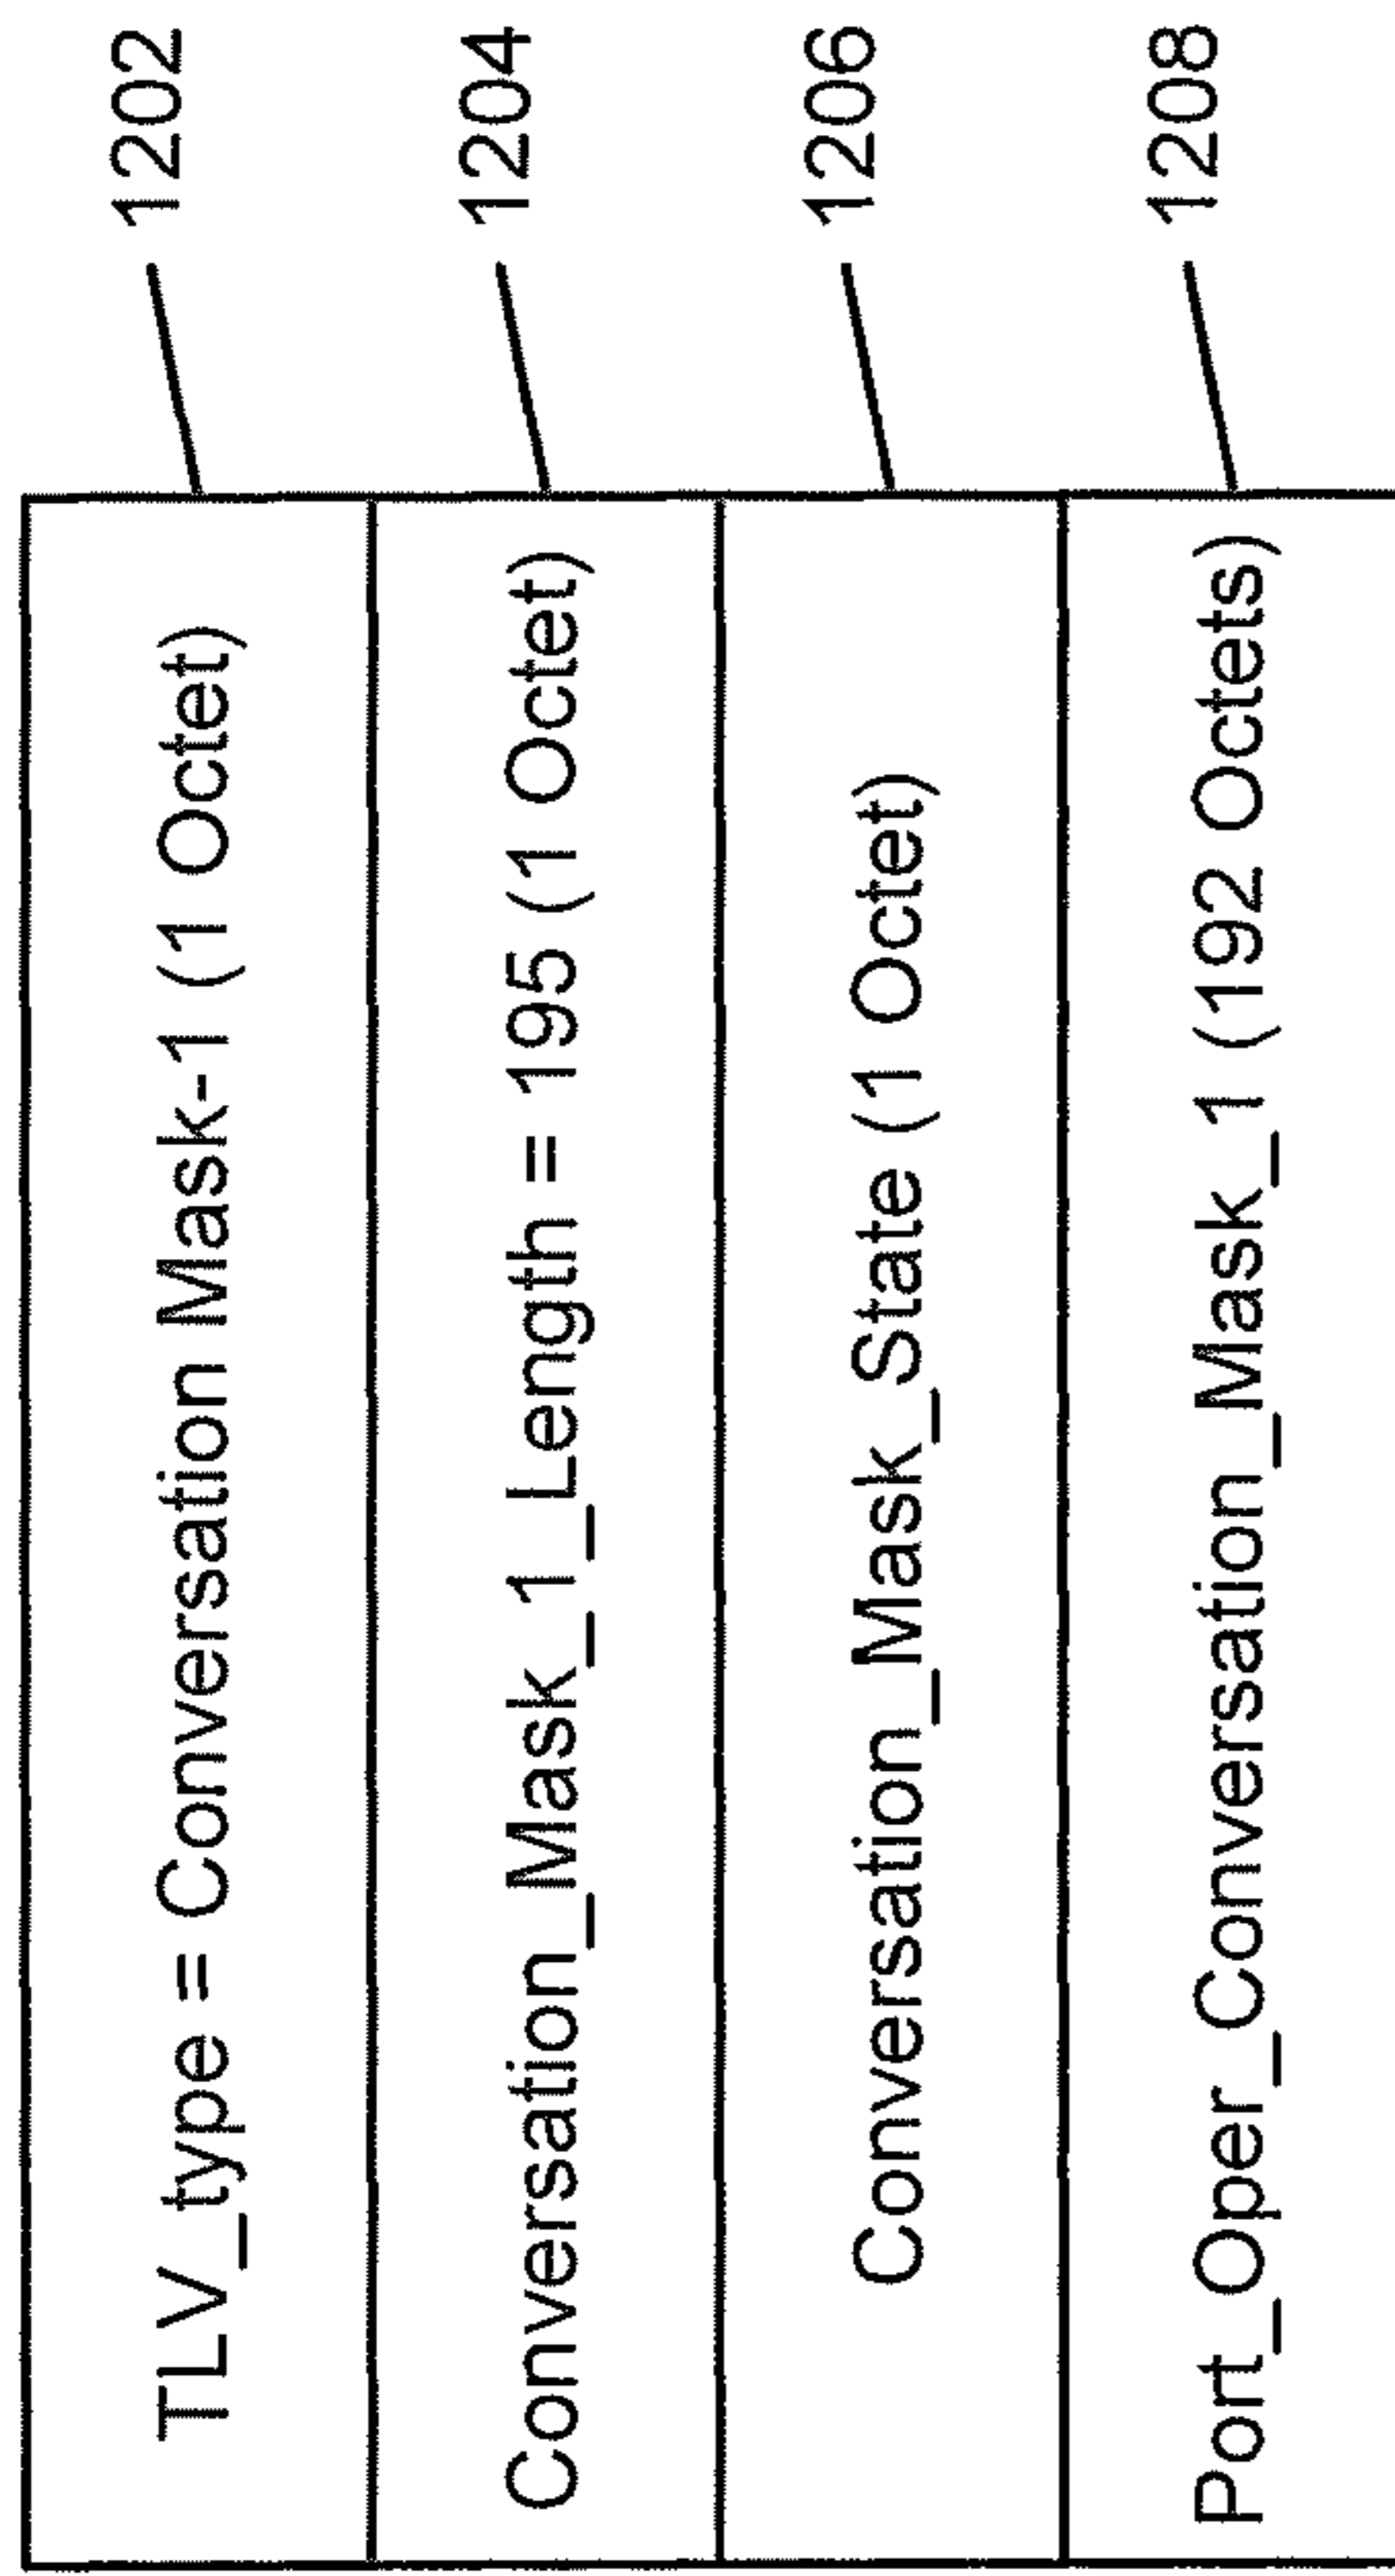 TLV_type = Conversation Mask-1 (1 Octet)
1202
Conversation_Mask_1_Length = 195 (1 Octet)
1204
Conversation_Mask_State (1 Octet)
1206
Port_Oper_Conversation_Mask_1 (192 Octets)
1208